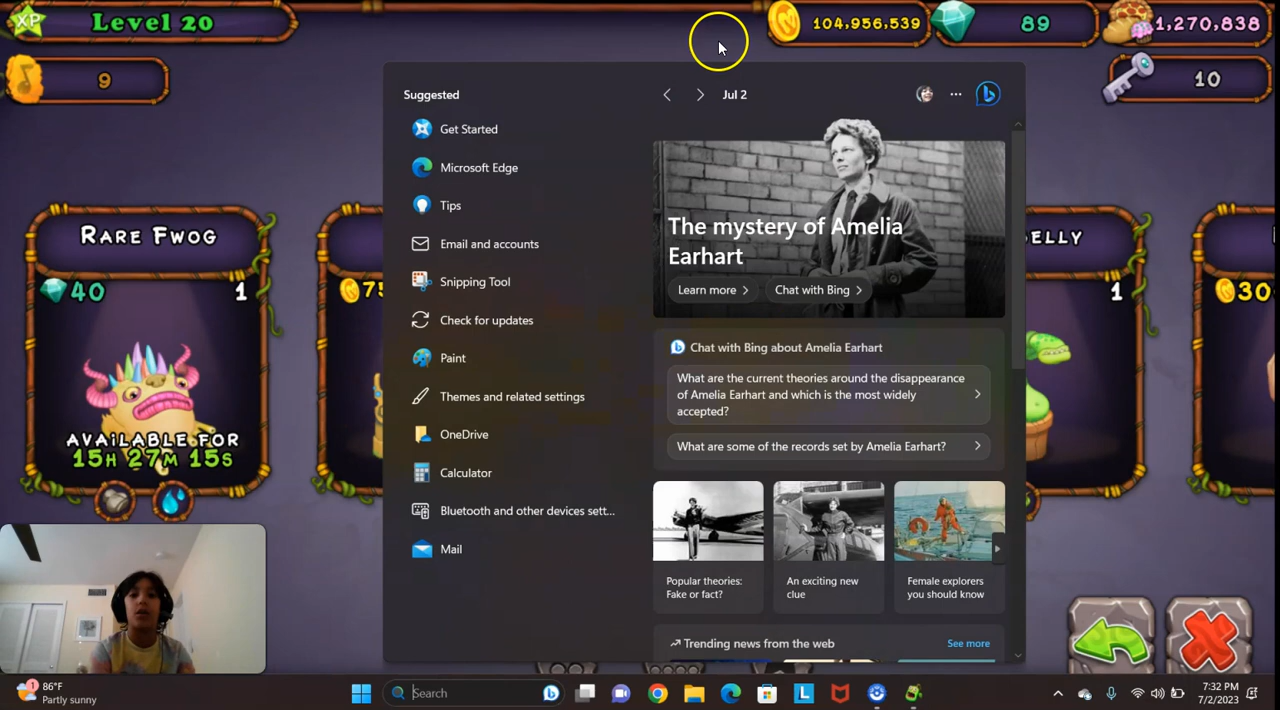 XP Level 20
104,956,539
89
1,270,838
9
10
Suggested
Jul 2
Get Started
Microsoft Edge
Tips
Email and accounts
Snipping Tool
Check for updates
Paint
Themes and related settings
OneDrive
Calculator
Bluetooth and other devices sett...
Mail
The mystery of Amelia
Earhart
Learn more
Chat with Bing
Chat with Bing about Amelia Earhart
What are the current theories around the disappearance
of Amelia Earhart and which is the most widely
accepted?
What are some of the records set by Amelia Earhart?
Popular theories:
Fake or fact?
An exciting new
clue
Female explorers
you should know
Trending news from the web
See more
RARE FWOG
40
1
AVAILABLE FOR
15H 27M 15S
1
1
86°F
Partly sunny
Search
L
7:32 PM
7/2/2023